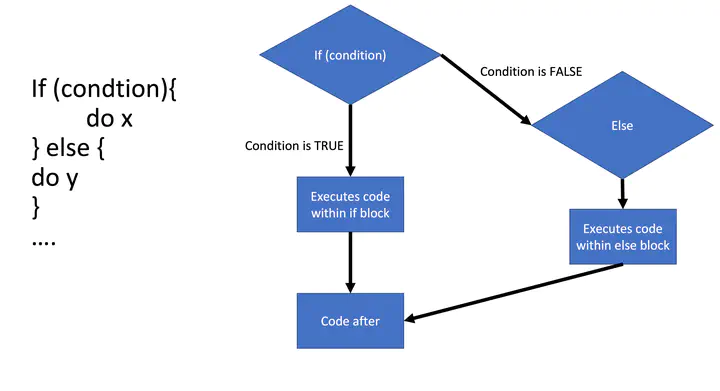 If (condtion){
do x
} else {
do y
}
....
If (condition)
Condition is FALSE
Else
Condition is TRUE
Executes code
within if block
Executes code
within else block
Code after